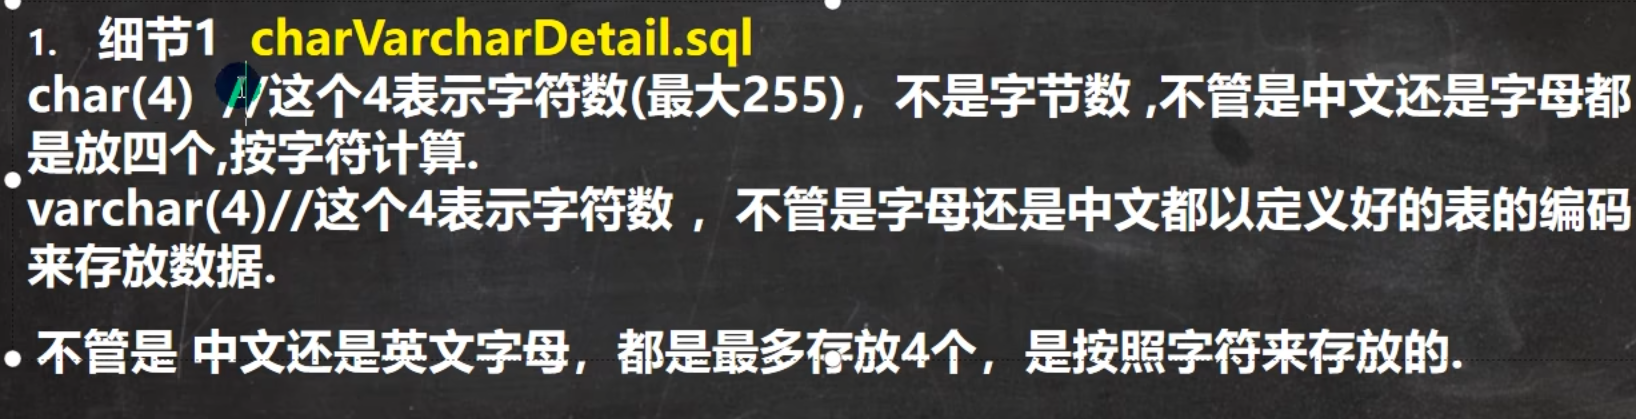 1. 细节1 charVarcharDetail.sql
char(4) //这个4表示字符数(最大255)，不是字节数 ,不管是中文还是字母都
是放四个,按字符计算.
varchar(4)//这个4表示字符数 ，不管是字母还是中文都以定义好的表的编码
来存放数据.
不管是 中文还是英文字母，都是最多存放4个，是按照字符来存放的.